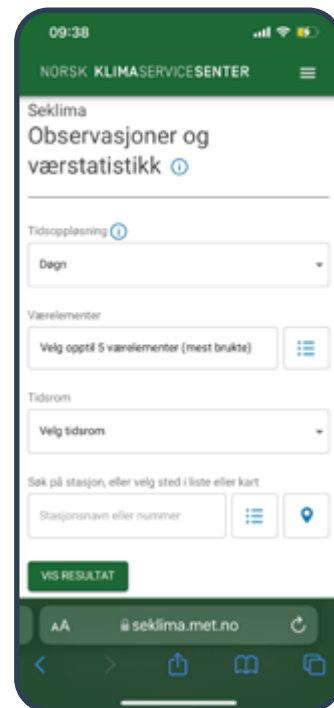 09:38
NORSK KLIMASERVICESENTER
Seklima
Observasjoner og
værstatistikk
Tidsoppløsning
Døgn
Værelementer
Velg opptil 5 værelementer (mest brukte)
Tidsrom
Velg tidsrom
Søk på stasjon, eller velg sted i liste eller kart
Stasjonsnavn eller nummer
VIS RESULTAT
AA seklima.met.no